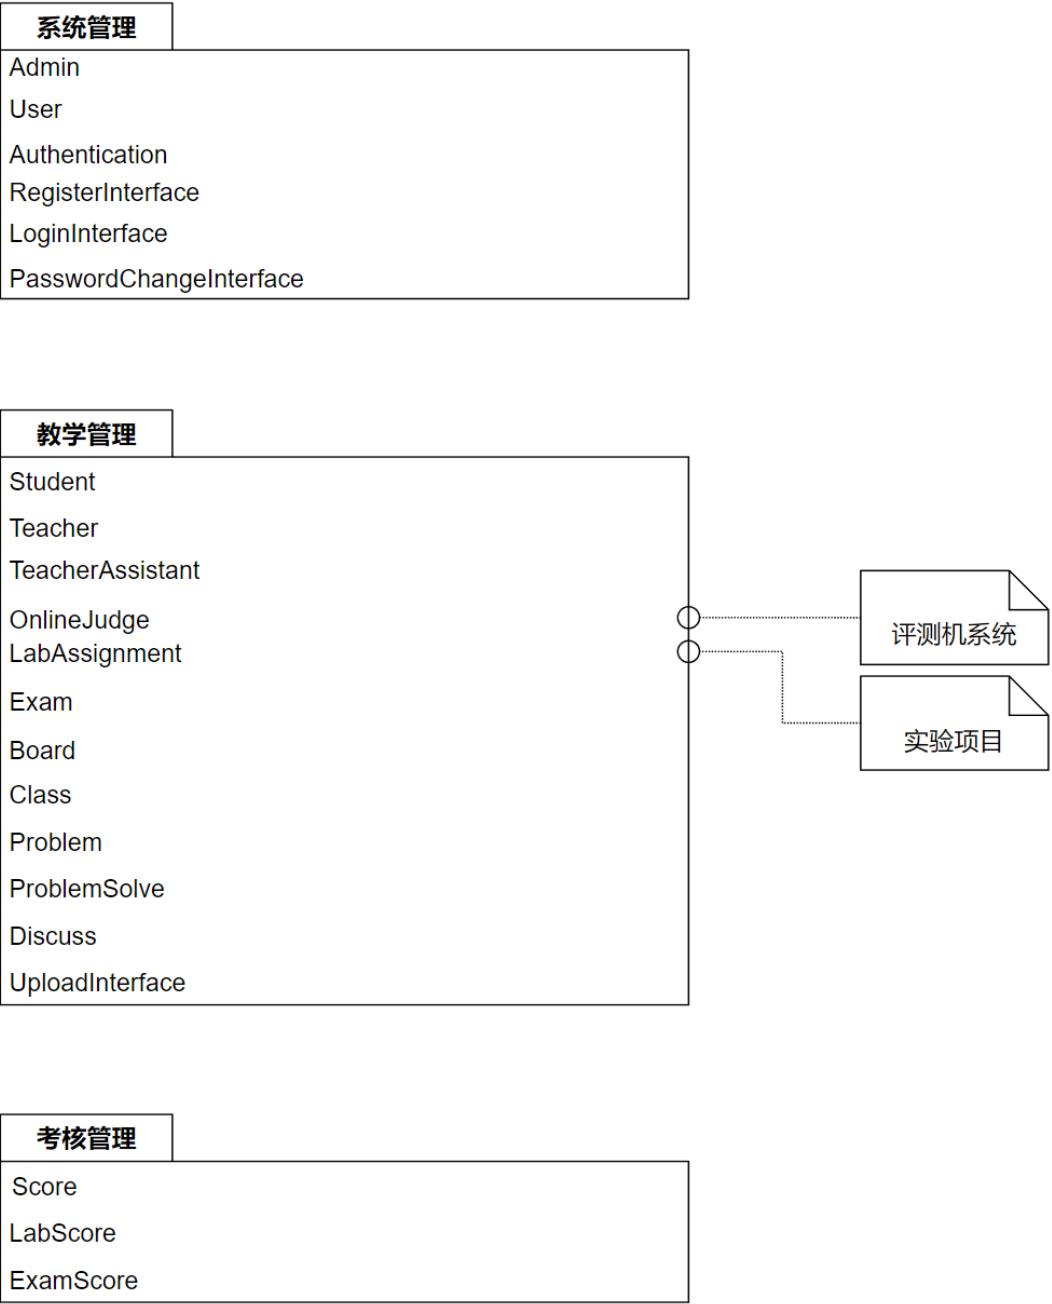 系统管理
Admin
User
Authentication
RegisterInterface
LoginInterface
PasswordChangeInterface
教学管理
Student
Teacher
TeacherAssistant
OnlineJudge
LabAssignment
Exam
Board
Class
Problem
ProblemSolve
Discuss
UploadInterface
评测机系统
实验项目
考核管理
Score
LabScore
ExamScore